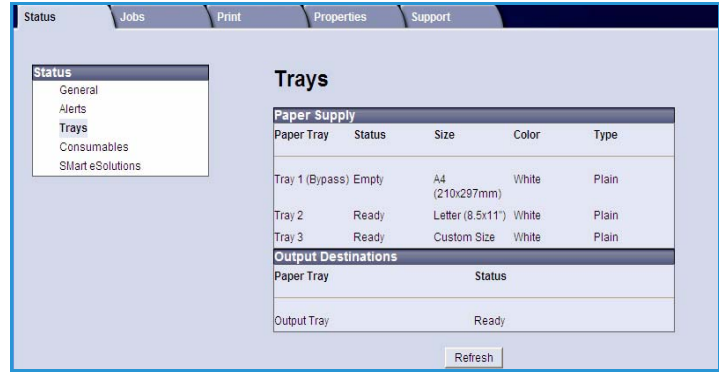 Status Jobs Print Properties Support
Status
General
Alerts
Trays
Consumables
SMart eSolutions
Trays
Paper Supply
Paper Tray Status Size Color Type
Tray 1 (Bypass) Empty A4 White Plain
(210x297mm)
Tray 2 Ready Letter (8.5x11") White Plain
Tray 3 Ready Custom Size White Plain
Output Destinations
Paper Tray Status
Output Tray Ready
Refresh